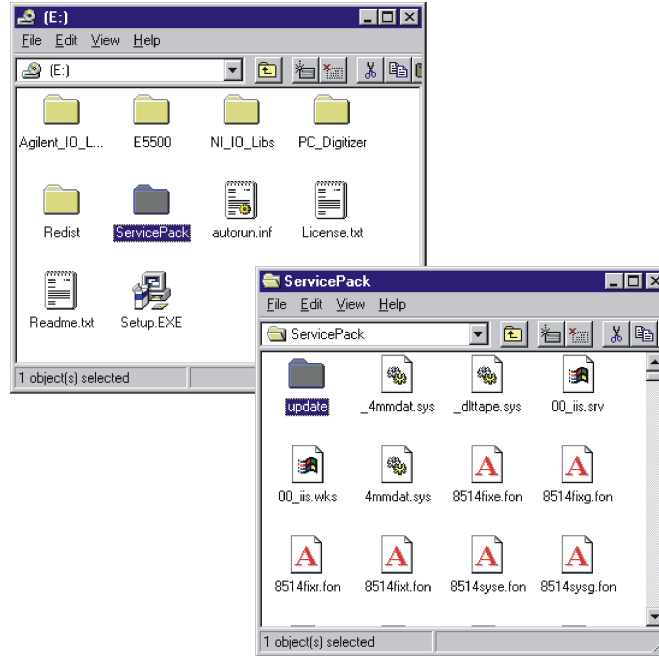 (E:)
File Edit View Help
(E:)
Agilent_IO_L... E5500 NI_IO_Libs PC_Digitizer
Redist ServicePack autorun.inf License.txt
Readme.txt Setup.EXE
1 object(s) selected
ServicePack
File Edit View Help
ServicePack
update _4mmdat.sys _dlttape.sys 00_iis.srv
00_iis.wks 4mmdat.sys 8514fixe.fon 8514fixg.fon
8514fixr.fon 8514fixt.fon 8514syse.fon 8514sysg.fon
1 object(s) selected